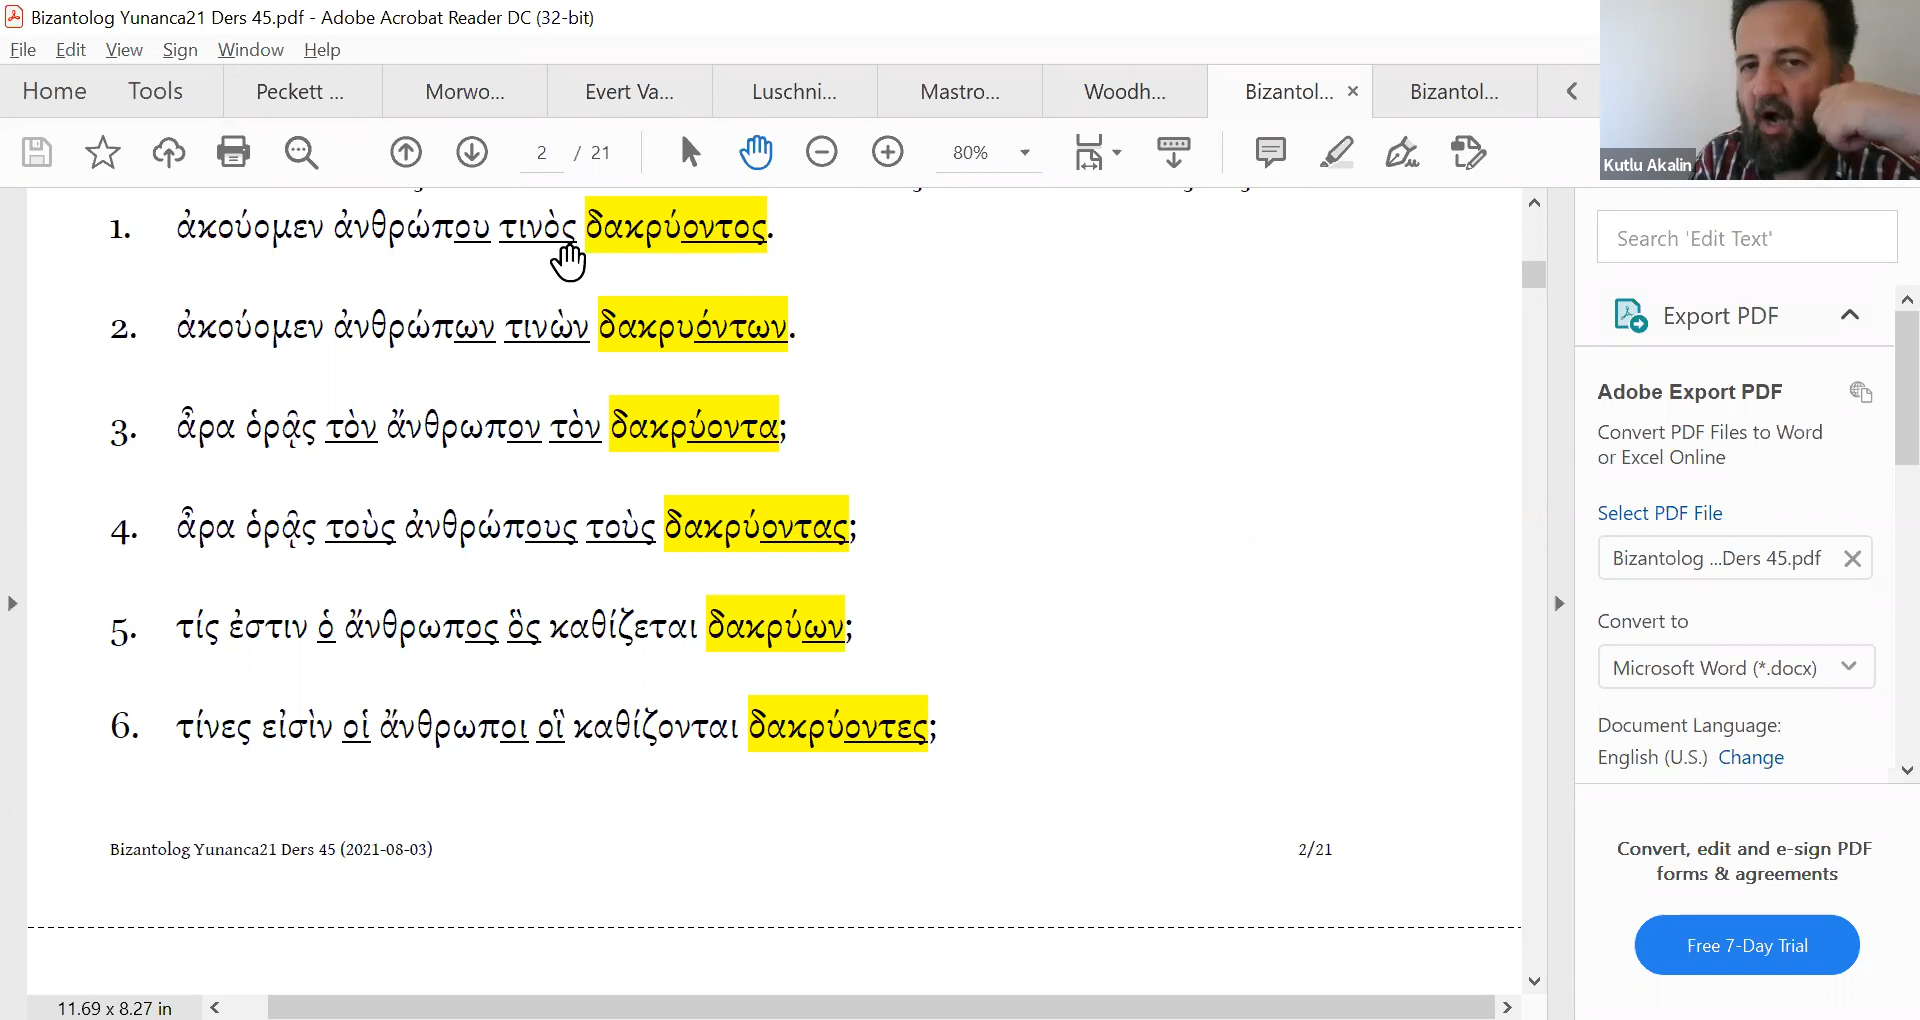 Bizantolog Yunanca21 Ders 45.pdf - Adobe Acrobat Reader DC (32-bit)
File Edit View Sign Window Help
Home Tools Peckett ... Morwo... Evert Va... Luschni... Mastro... Woodh... Bizantol... × Bizantol...
2 / 21 80%
Kutlu Akalin
1. ἀκούομεν ἀνθρώπου τινὸς δακρύοντος.
2. ἀκούομεν ἀνθρώπων τινὼν δακρυόντων.
3. ἆρα ὁρᾷς τὸν ἄνθρωπον τὸν δακρύοντα;
4. ἆρα ὁρᾷς τοὺς ἀνθρώπους τοὺς δακρύοντας;
5. τίς ἐστιν ὁ ἄνθρωπος ὃς καθίζεται δακρύων;
6. τίνες εἰσὶν οἱ ἄνθρωποι οἳ καθίζονται δακρύοντες;
Bizantolog Yunanca21 Ders 45 (2021-08-03) 2/21
11.69 x 8.27 in
Search 'Edit Text'
Export PDF
Adobe Export PDF
Convert PDF Files to Word
or Excel Online
Select PDF File
Bizantolog ...Ders 45.pdf
Convert to
Microsoft Word (*.docx)
Document Language:
English (U.S.) Change
Convert, edit and e-sign PDF
forms & agreements
Free 7-Day Trial